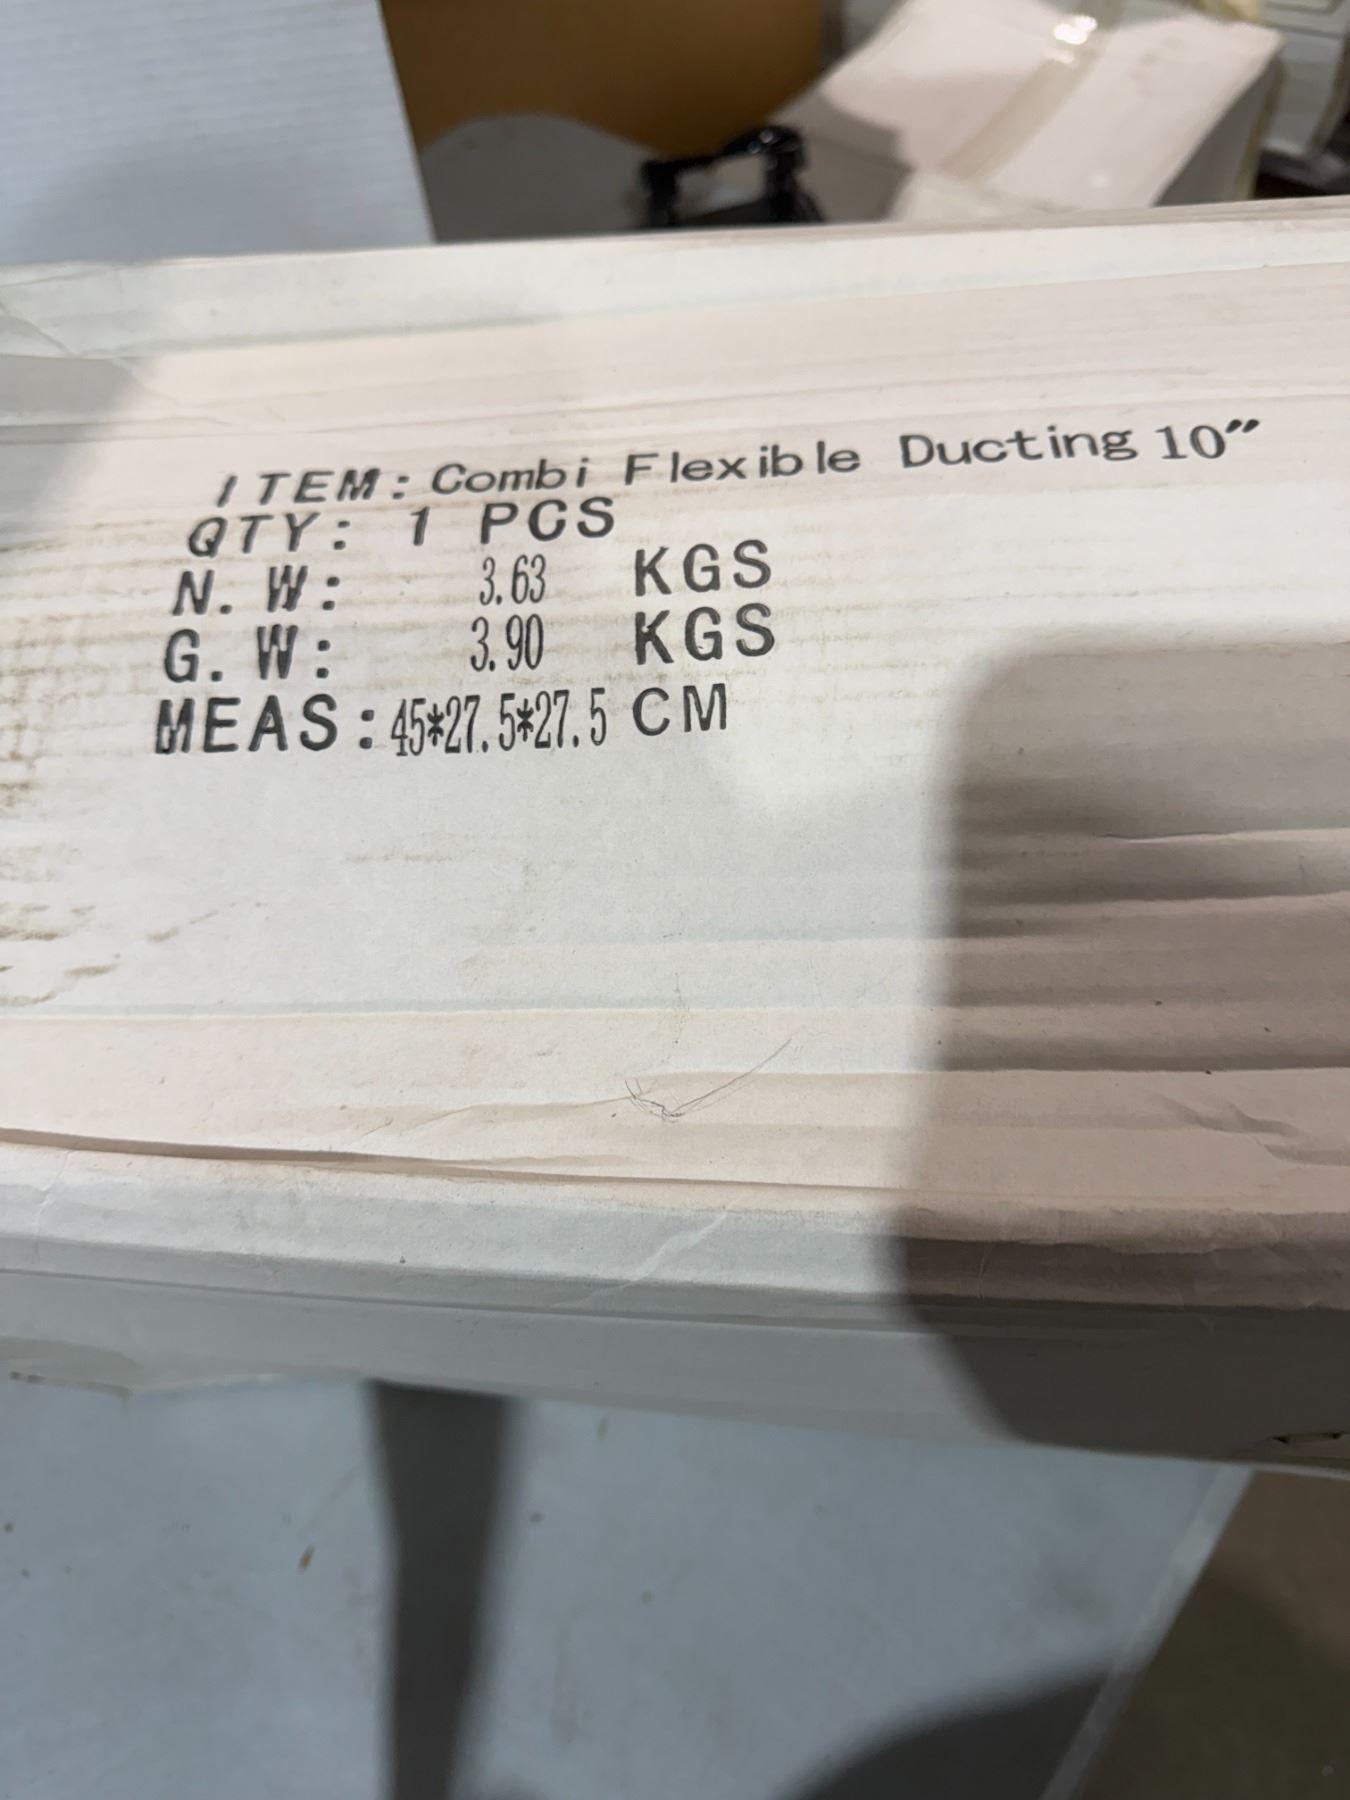 ITEM: Combi Flexible Ducting 10”
QTY: 1 PCS
N. W: 3.63 KGS
G. W: 3.90 KGS
MEAS: 45*27.5*27.5 CM